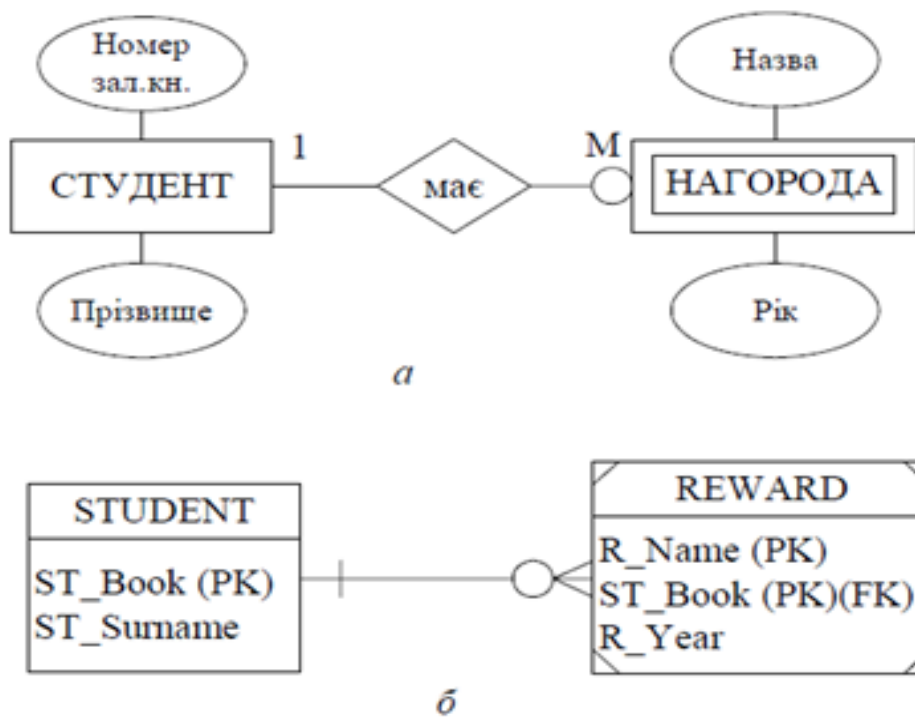 Номер
зал.кн.
Назва
СТУДЕНТ
1
має
М
НАГОРОДА
Прізвище
Рік
а
STUDENT
ST_Book (PK)
ST_Surname
REWARD
R_Name (PK)
ST_Book (PK)(FK)
R_Year
б